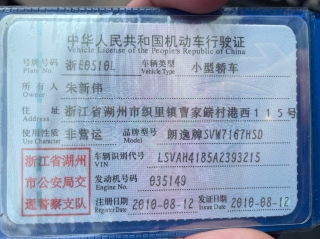 中华人民共和国机动车行驶证
Vehicle License of the People's Republic of China
号牌号码 浙E0510L 车辆类型 小型轿车
Plate No. Vehicle Type
所有人 朱新伟
Owner
住址 浙江省湖州市织里镇曹家簖村港西115号
Address
使用性质 非营运 品牌型号 朗逸牌SVW7167HSD
Use Character Model
浙江省湖州市公安局交通警察支队
车辆识别代号 LSVAH4185A2393215
VIN
发动机号码 035149
Engine No.
注册日期 2010-08-12 发证日期 2010-08-12
Register Date Issue Date